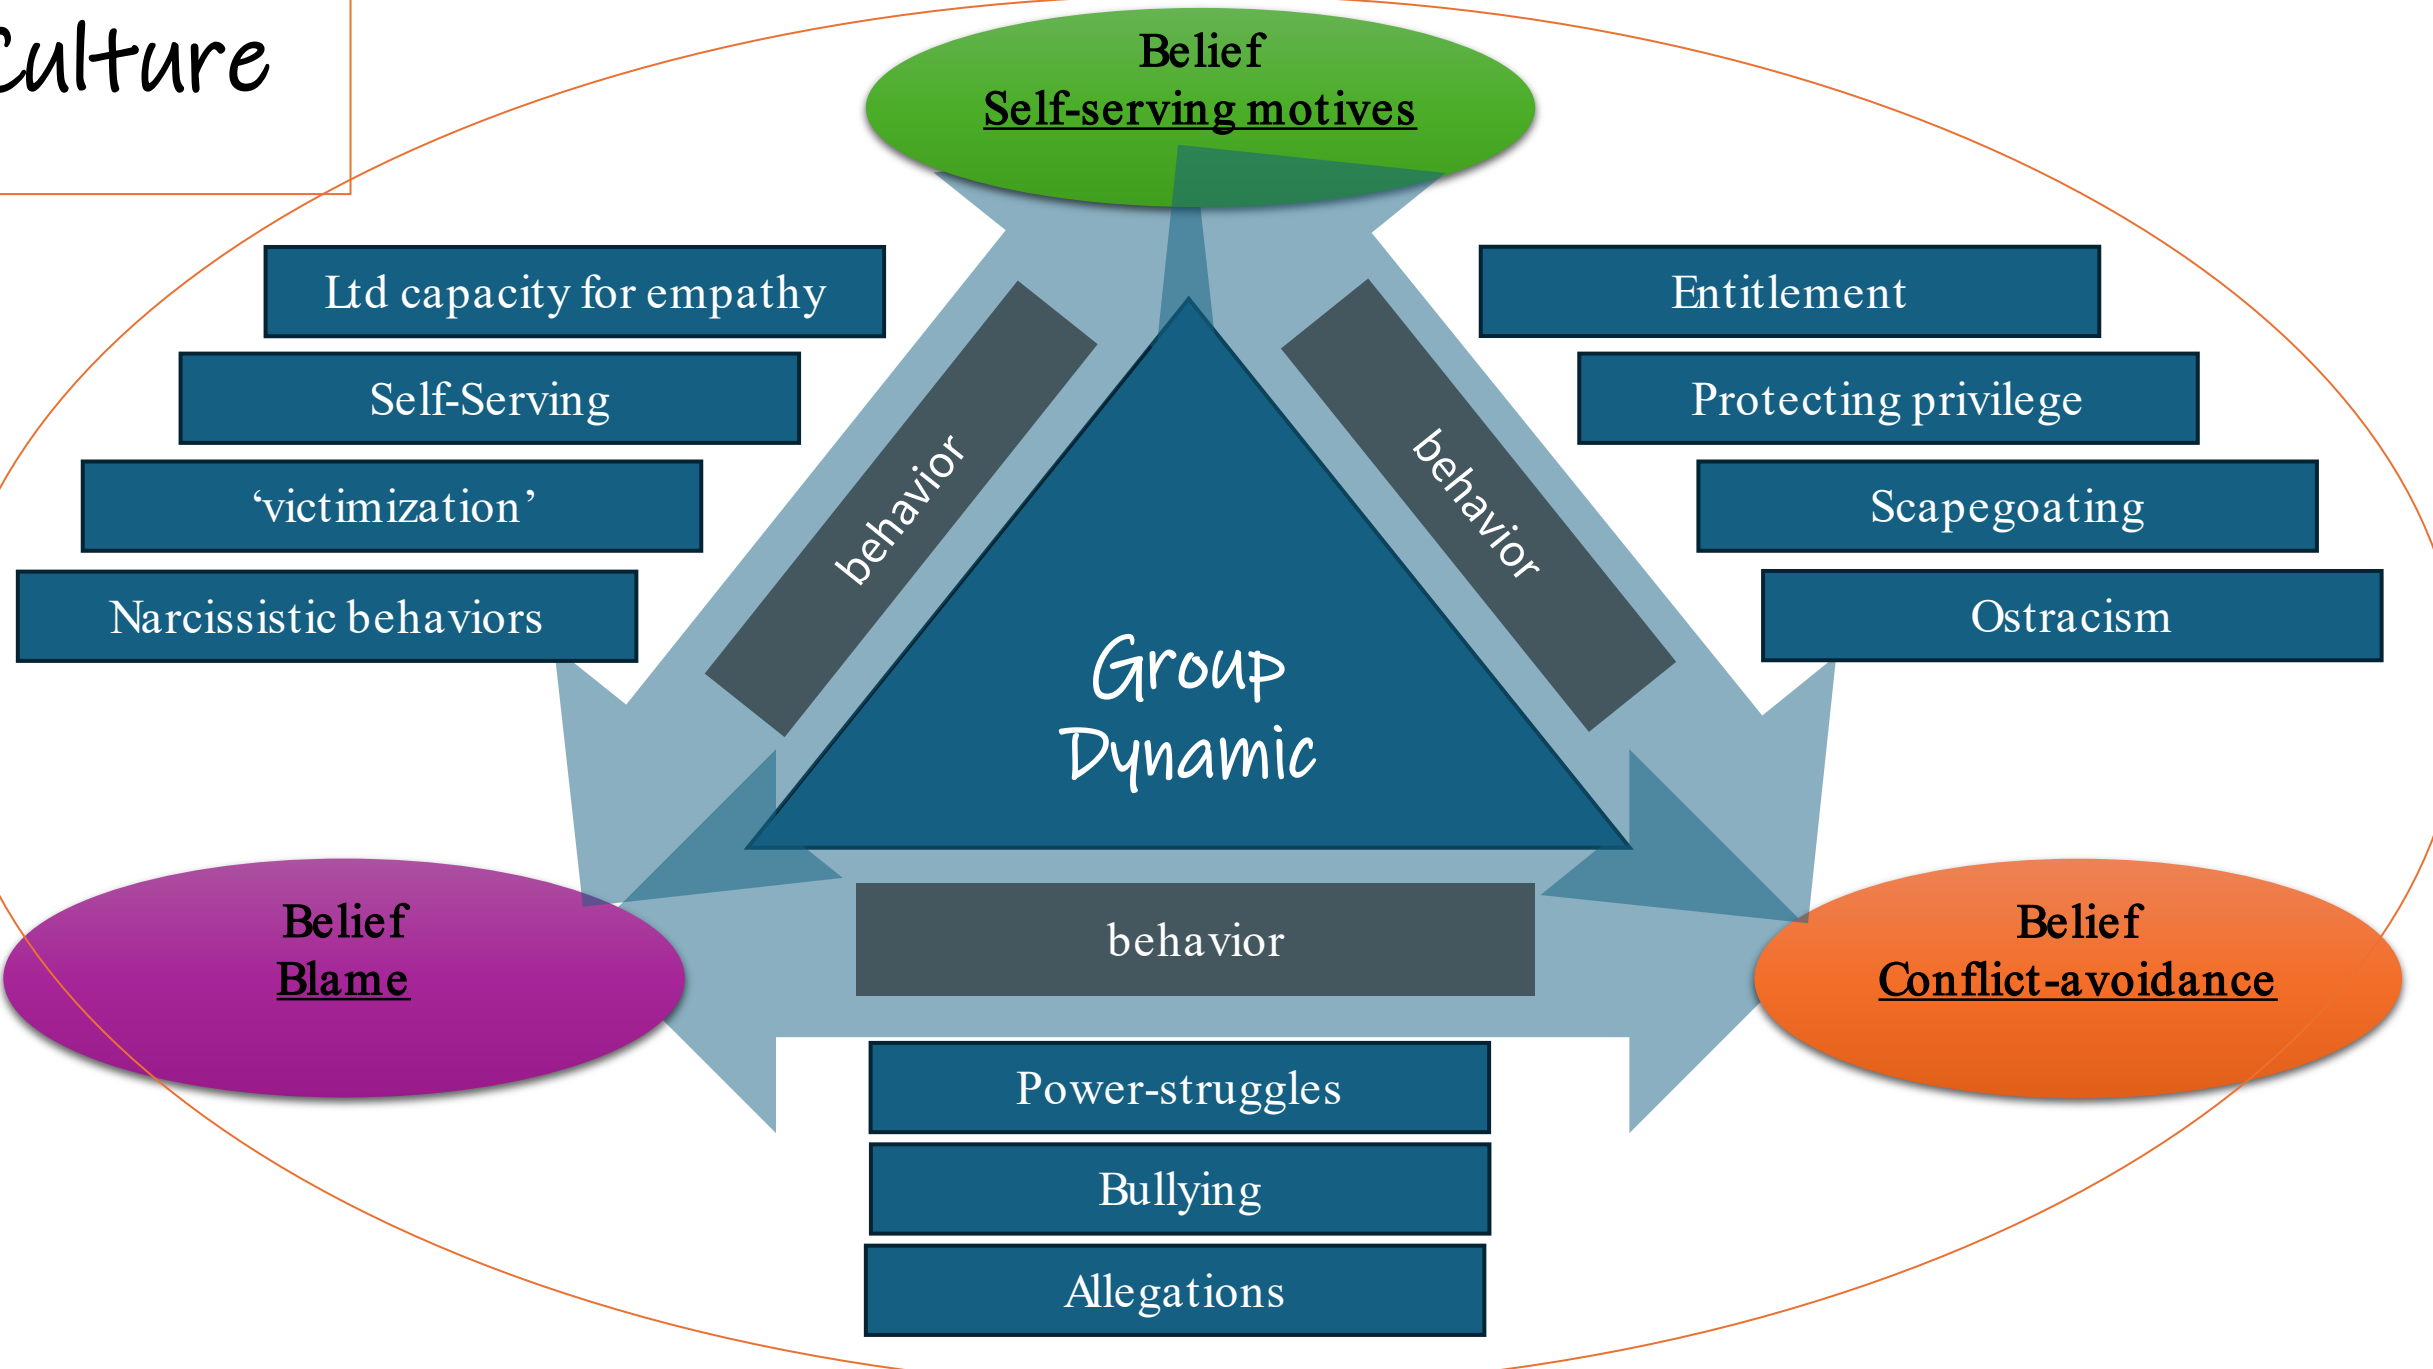 Culture
Belief
Self-serving motives
Ltd capacity for empathy
Self-Serving
‘victimization’
Narcissistic behaviors
behavior
behavior
Entitlement
Protecting privilege
Scapegoating
Ostracism
Group
Dynamic
Belief
Blame
behavior
Belief
Conflict-avoidance
Power-struggles
Bullying
Allegations